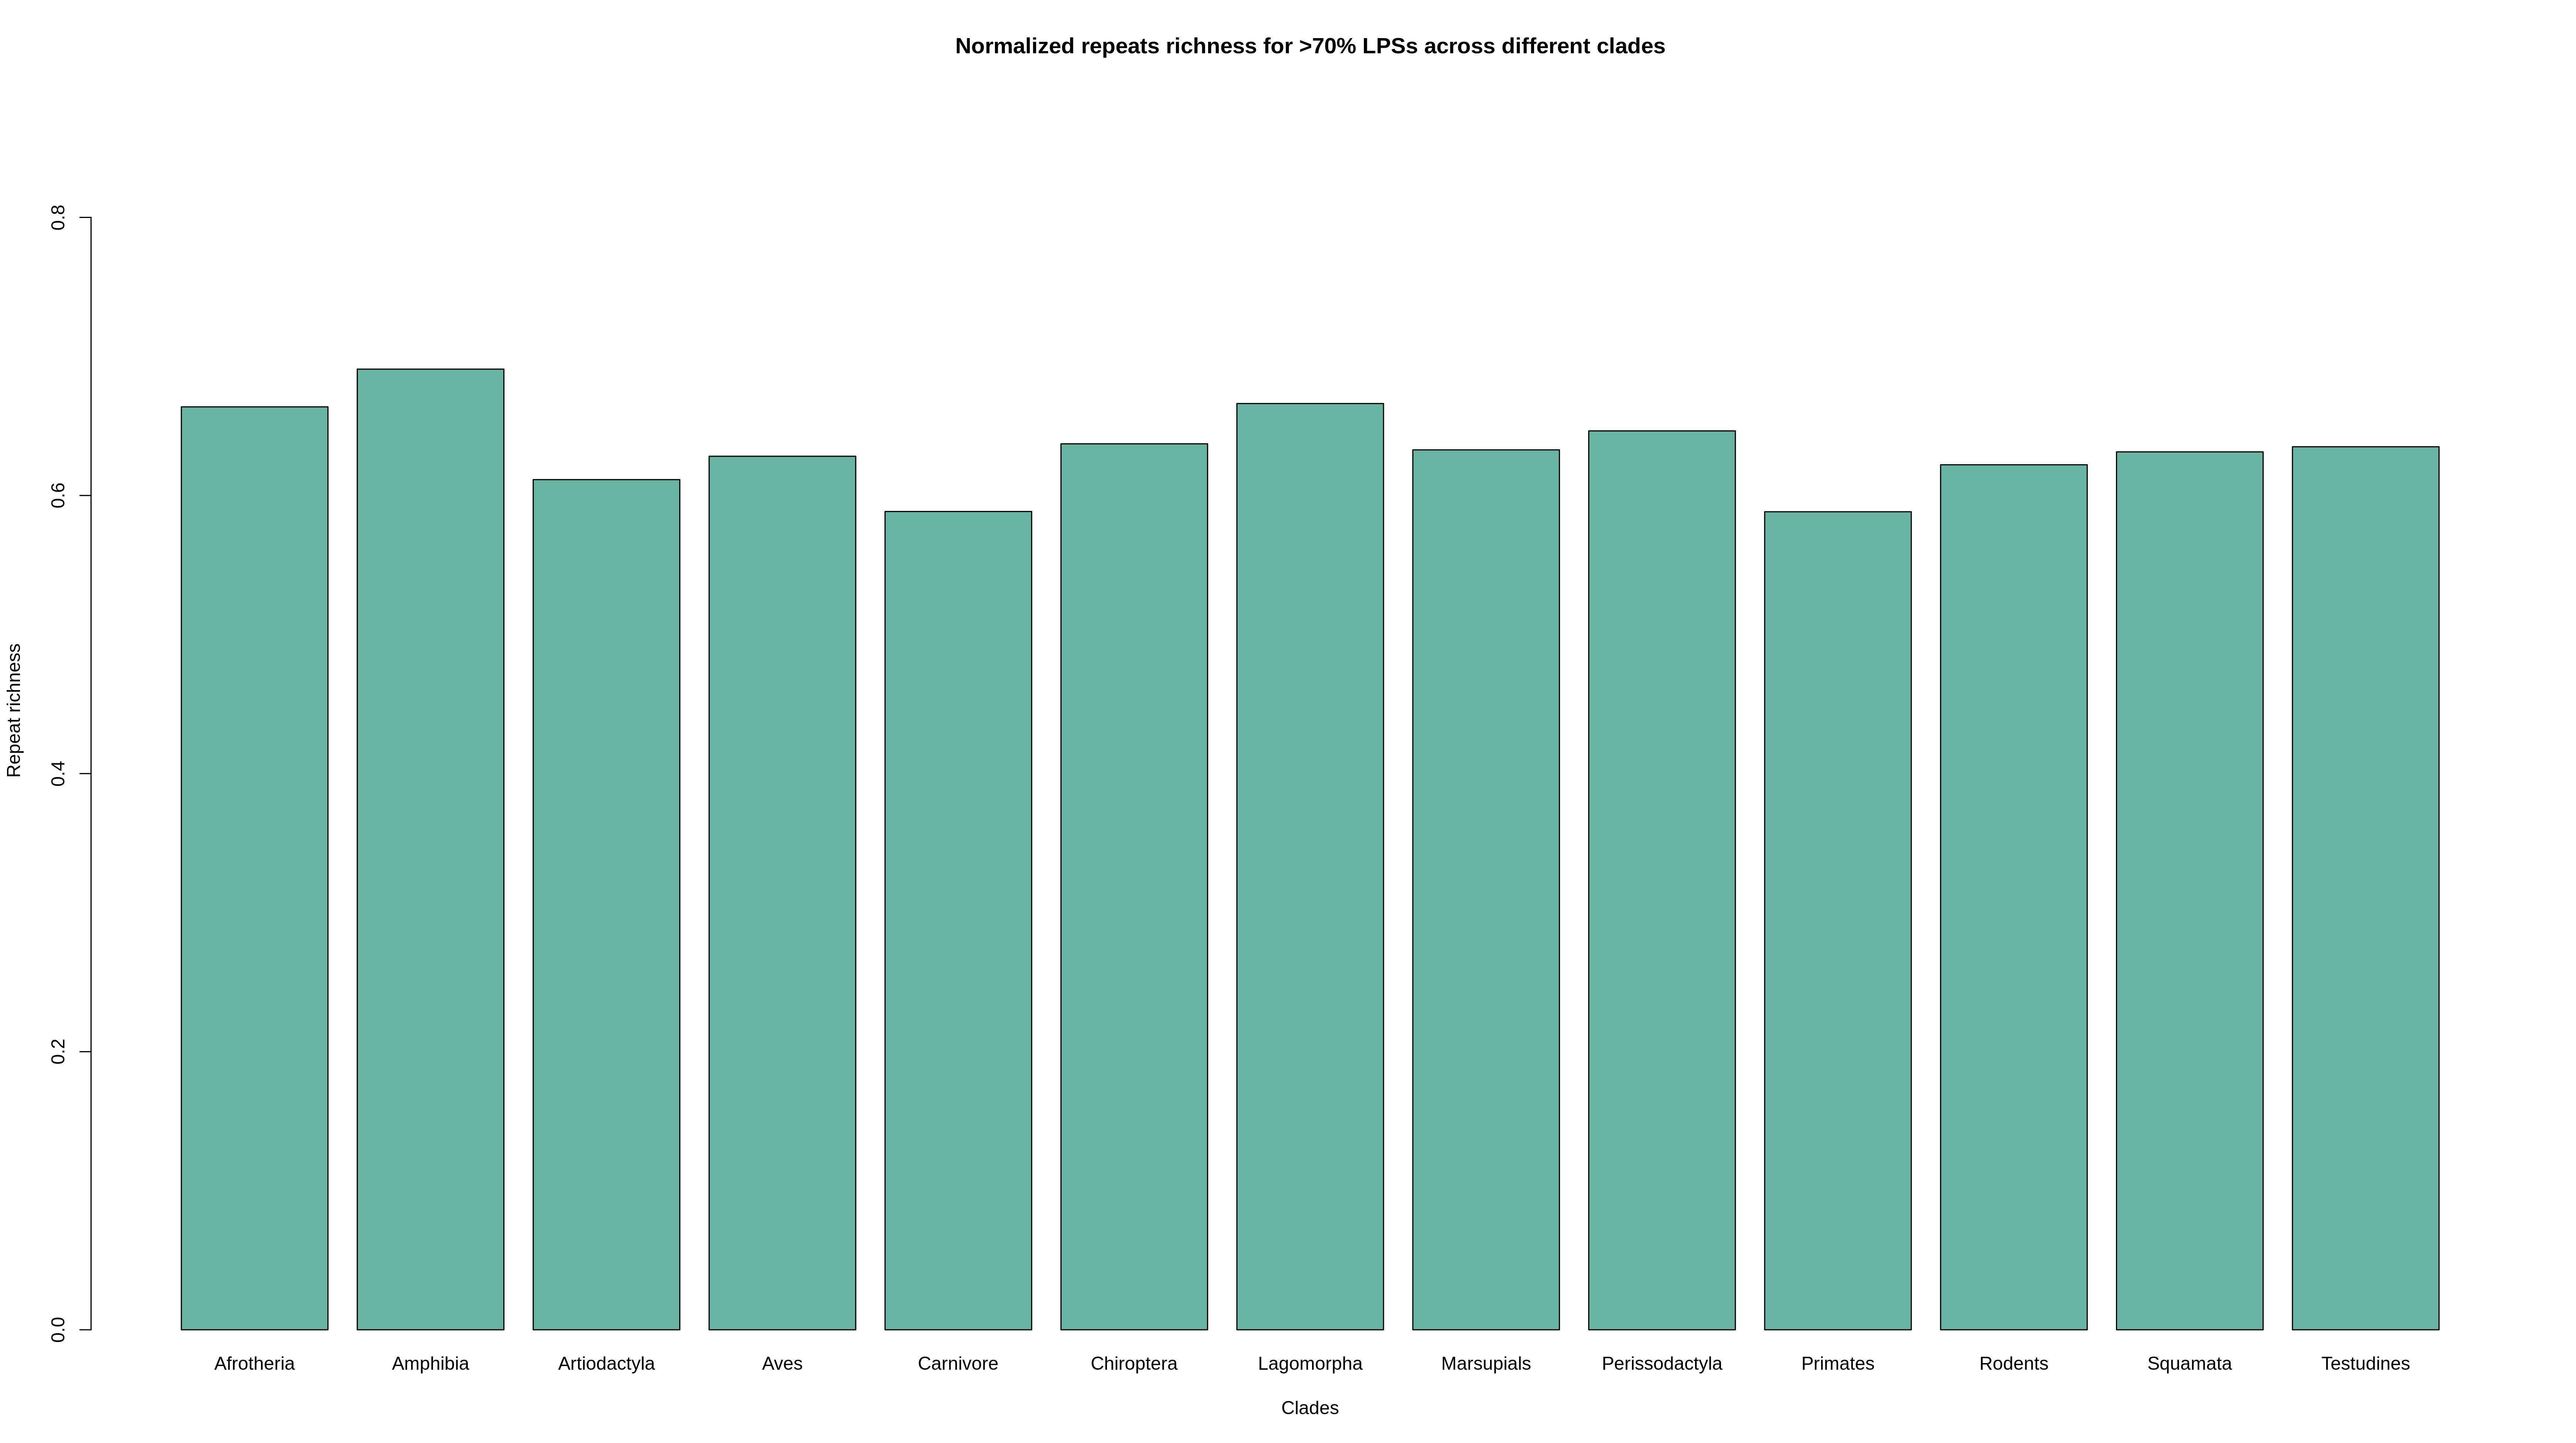 Normalized repeats richness for >70% LPSs across different clades
Repeat richness
0.8
0.6
0.4
0.2
0.0
Afrotheria Amphibia Artiodactyla Aves Carnivore Chiroptera Lagomorpha Marsupials Perissodactyla Primates Rodents Squamata Testudines
Clades